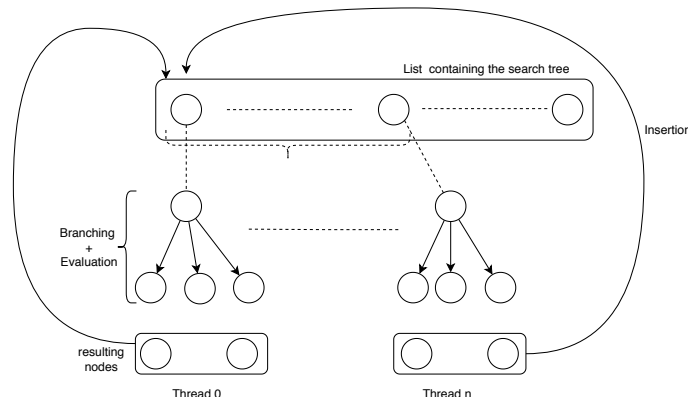 List containing the search tree
Insertion
Branching
+
Evaluation
resulting
nodes
Thread 0
Thread n